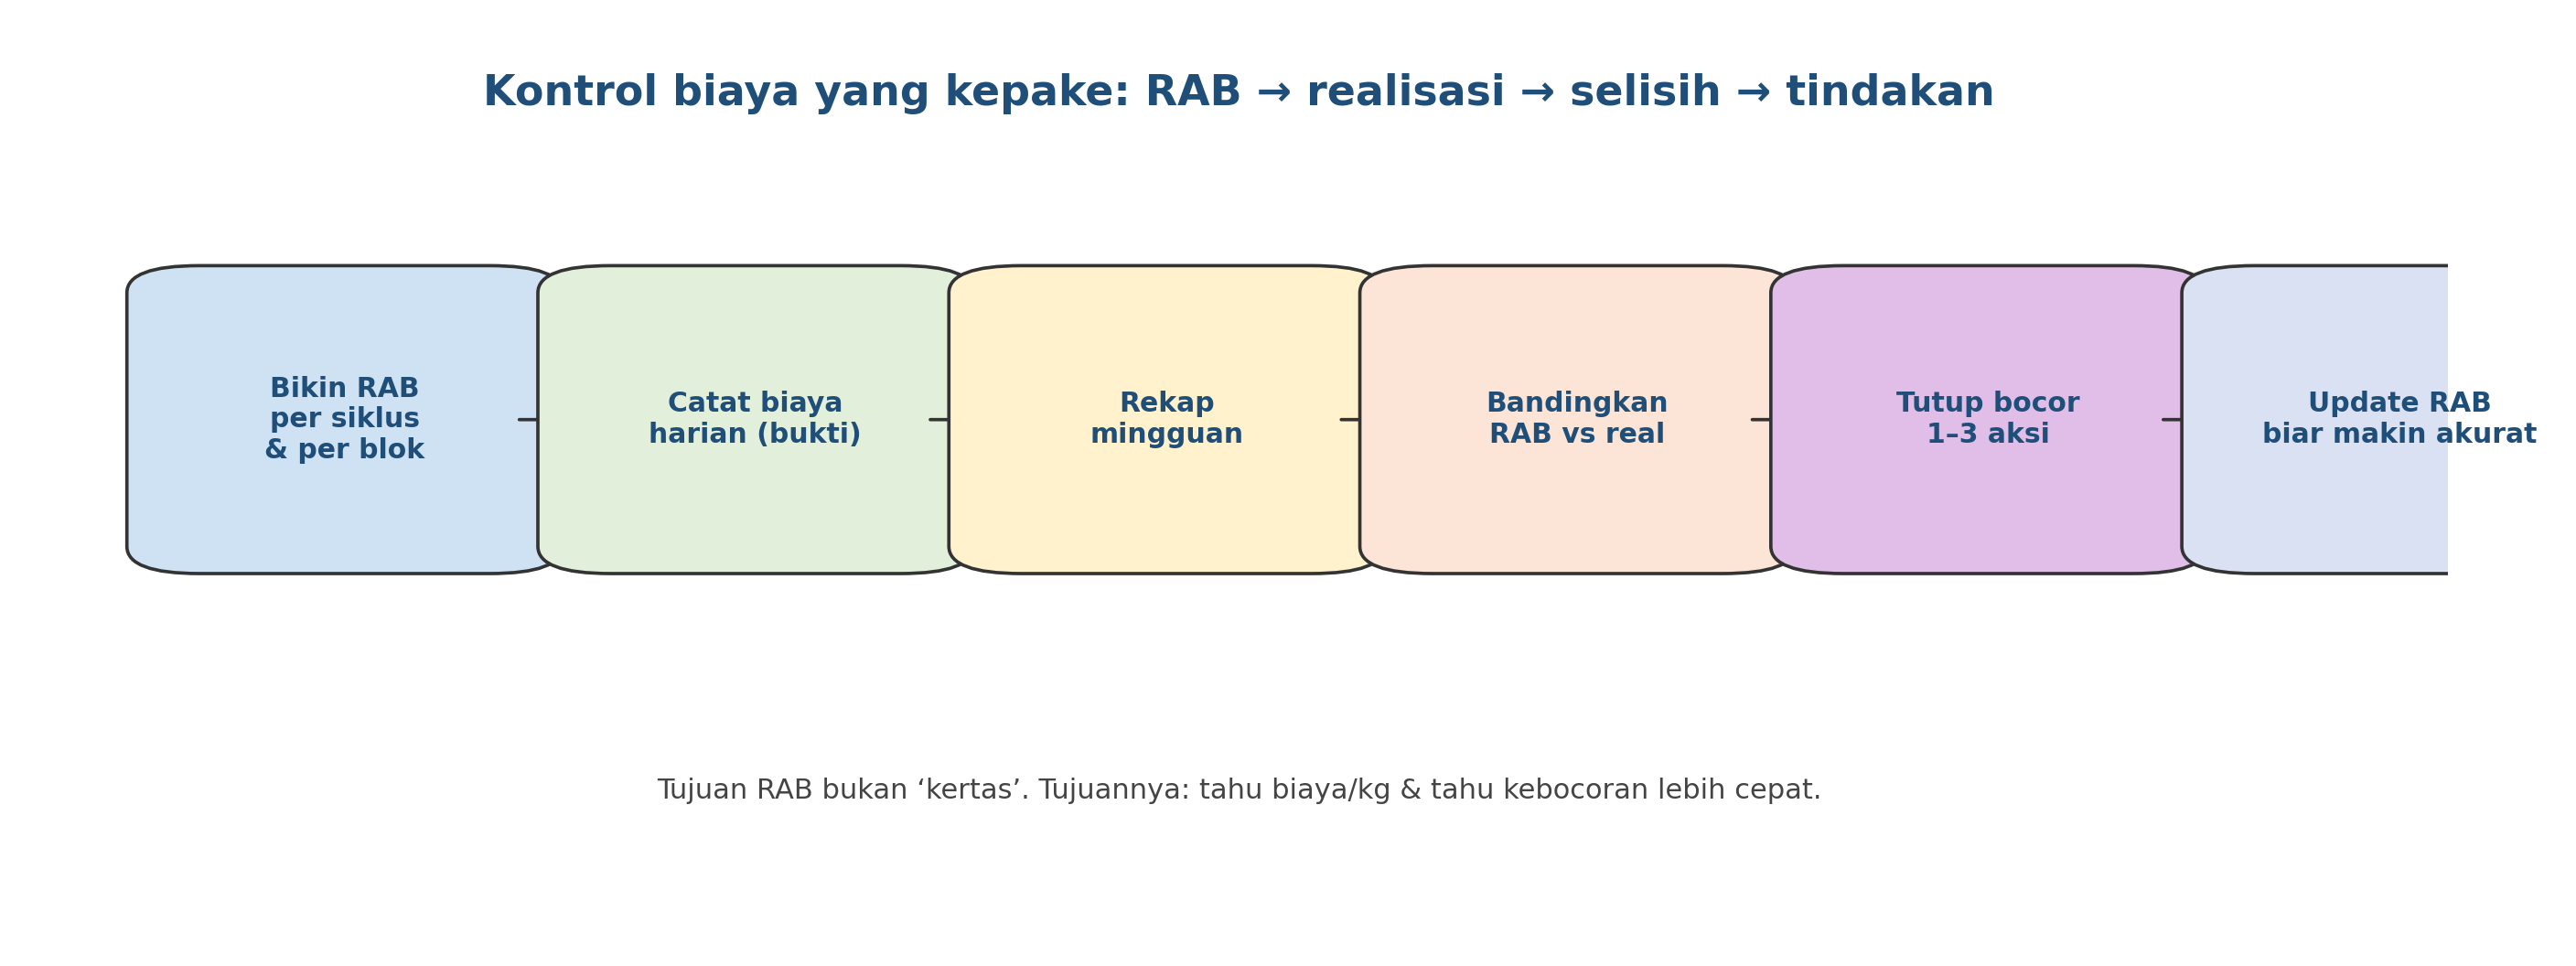 Kontrol biaya yang kepake: RAB → realisasi → selisih → tindakan
Bikin RAB
per siklus
& per blok
Catat biaya
harian (bukti)
Rekap
mingguan
Bandingkan
RAB vs real
Tutup bocor
1–3 aksi
Update RAB
biar makin akurat
Tujuan RAB bukan ‘kertas’. Tujuannya: tahu biaya/kg & tahu kebocoran lebih cepat.